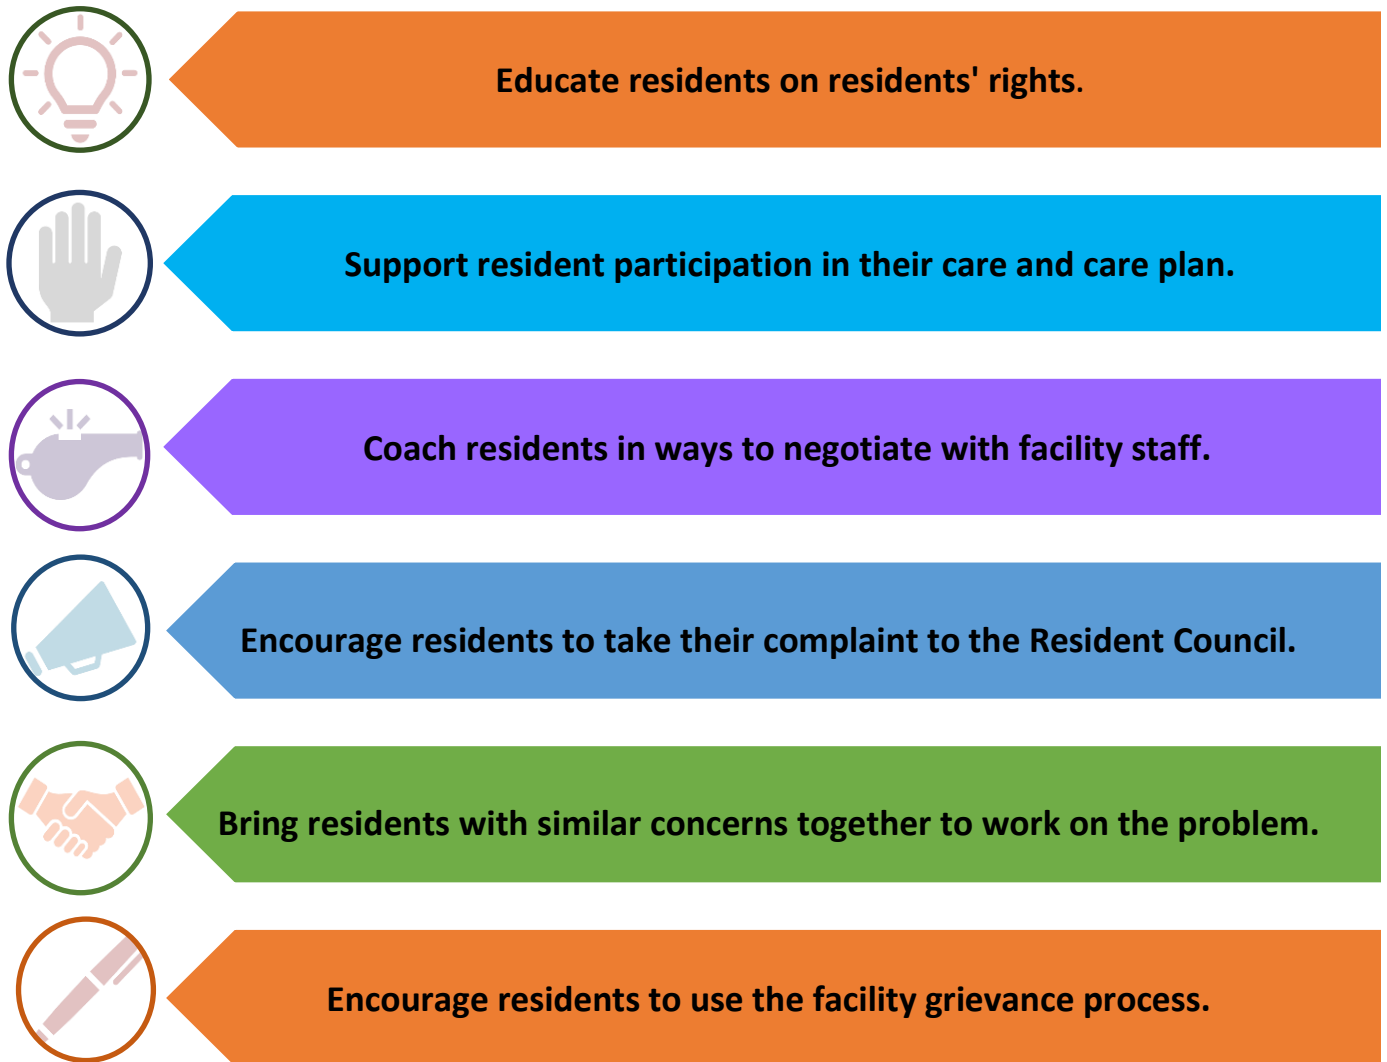 Educate residents on residents' rights.
Support resident participation in their care and care plan.
Coach residents in ways to negotiate with facility staff.
Encourage residents to take their complaint to the Resident Council.
Bring residents with similar concerns together to work on the problem.
Encourage residents to use the facility grievance process.